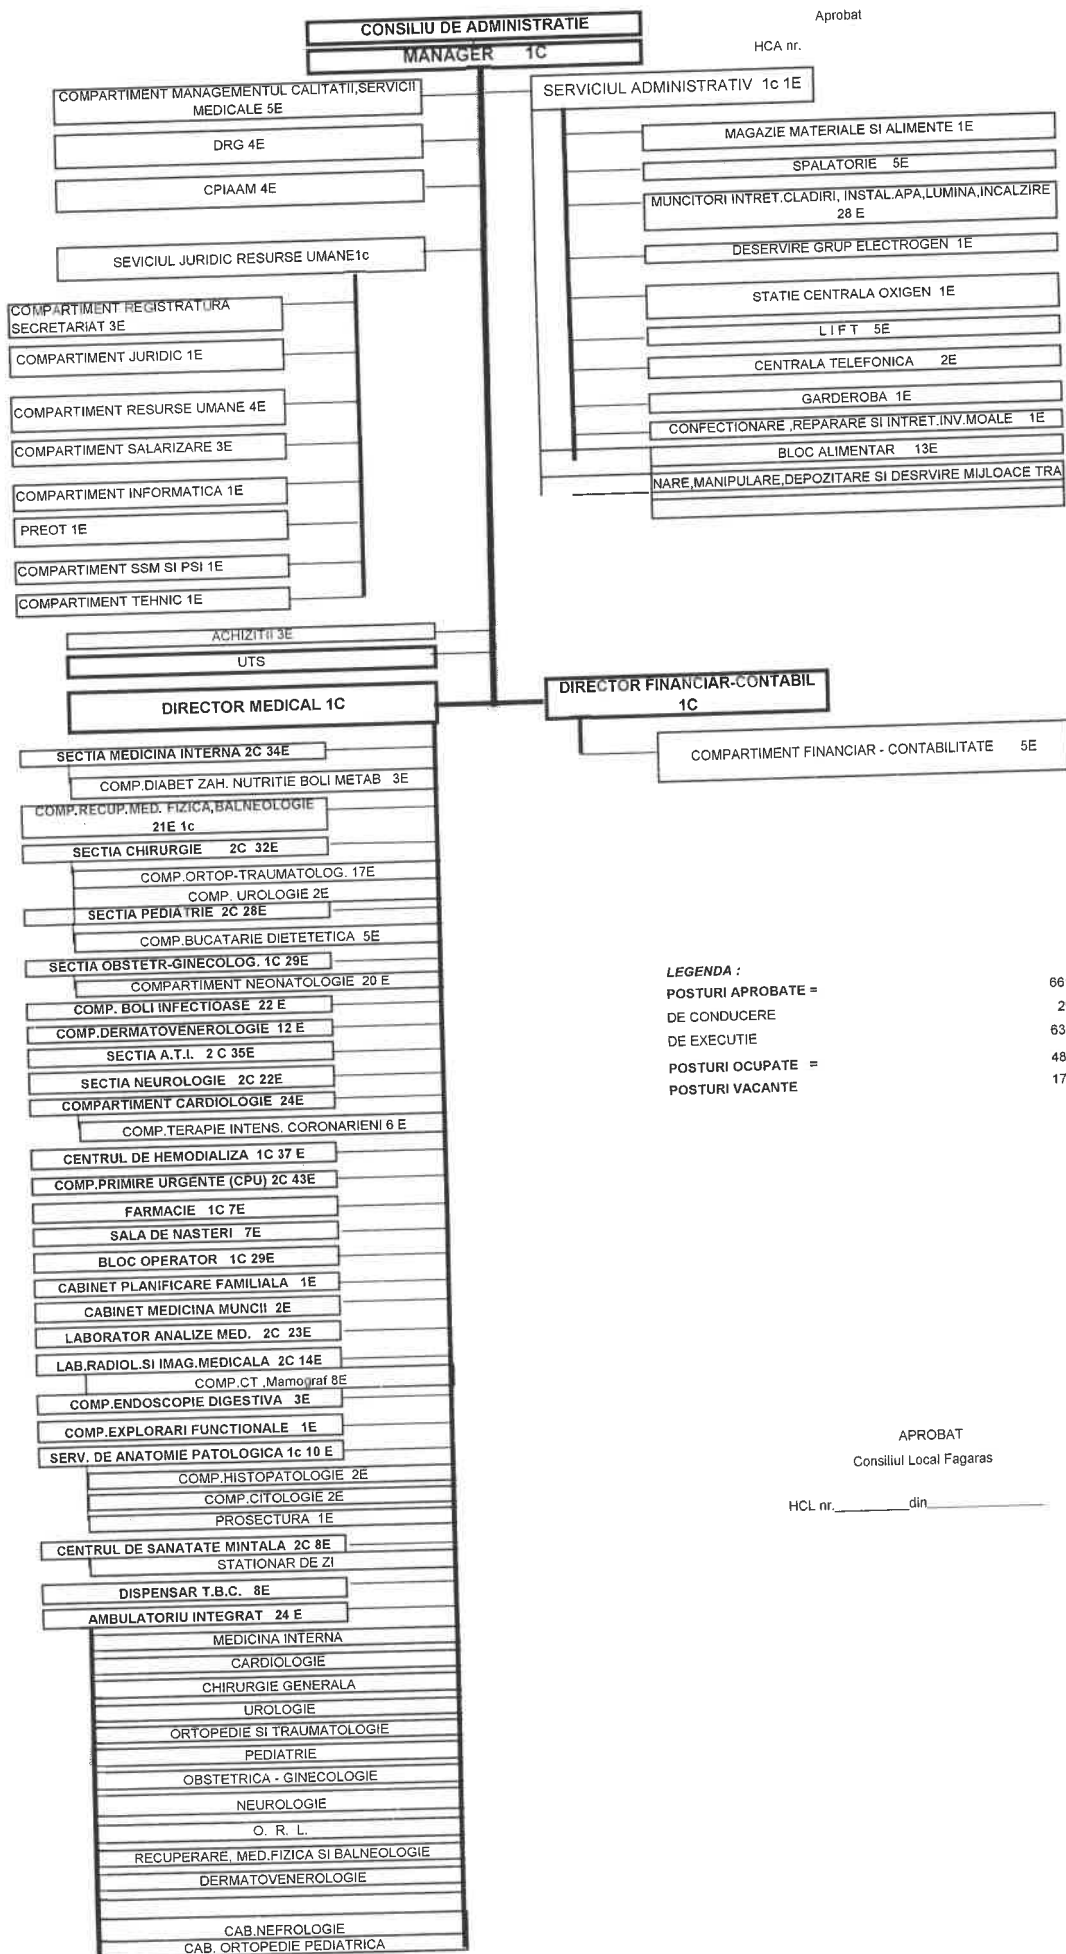 Aprobat
HCA nr.
CONSILIU DE ADMINISTRATIE
MANAGER 1C
COMPARTIMENT MANAGEMENTUL CALITATII,SERVICII
MEDICALE 5E
DRG 4E
CPIAAM 4E
SEVICIUL JURIDIC RESURSE UMANE1c
COMPARTIMENT REGISTRATURA
SECRETARIAT 3E
COMPARTIMENT JURIDIC 1E
COMPARTIMENT RESURSE UMANE 4E
COMPARTIMENT SALARIZARE 3E
COMPARTIMENT INFORMATICA 1E
PREOT 1E
COMPARTIMENT SSM SI PSI 1E
COMPARTIMENT TEHNIC 1E
ACHIZITII 3E
UTS
SERVICIUL ADMINISTRATIV 1c 1E
MAGAZIE MATERIALE SI ALIMENTE 1E
SPALATORIE 5E
MUNCITORI INTRET.CLADIRI, INSTAL.APA,LUMINA,INCALZIRE
28 E
DESERVIRE GRUP ELECTROGEN 1E
STATIE CENTRALA OXIGEN 1E
L I F T 5E
CENTRALA TELEFONICA 2E
GARDEROBA 1E
CONFECTIONARE ,REPARARE SI INTRET.INV.MOALE 1E
BLOC ALIMENTAR 13E
NARE,MANIPULARE,DEPOZITARE SI DESRVIRE MIJLOACE TRA
DIRECTOR MEDICAL 1C
DIRECTOR FINANCIAR-CONTABIL
1C
COMPARTIMENT FINANCIAR - CONTABILITATE 5E
SECTIA MEDICINA INTERNA 2C 34E
COMP.DIABET ZAH. NUTRITIE BOLI METAB 3E
COMP.RECUP.MED. FIZICA,BALNEOLOGIE
21E 1c
SECTIA CHIRURGIE 2C 32E
COMP.ORTOP-TRAUMATOLOG. 17E
COMP. UROLOGIE 2E
SECTIA PEDIATRIE 2C 28E
COMP.BUCATARIE DIETETETICA 5E
SECTIA OBSTETR-GINECOLOG. 1C 29E
COMPARTIMENT NEONATOLOGIE 20 E
COMP. BOLI INFECTIOASE 22 E
COMP.DERMATOVENEROLOGIE 12 E
SECTIA A.T.I. 2 C 35E
SECTIA NEUROLOGIE 2C 22E
COMPARTIMENT CARDIOLOGIE 24E
COMP.TERAPIE INTENS. CORONARIENI 6 E
CENTRUL DE HEMODIALIZA 1C 37 E
COMP.PRIMIRE URGENTE (CPU) 2C 43E
FARMACIE 1C 7E
SALA DE NASTERI 7E
BLOC OPERATOR 1C 29E
CABINET PLANIFICARE FAMILIALA 1E
CABINET MEDICINA MUNCII 2E
LABORATOR ANALIZE MED. 2C 23E
LAB.RADIOL.SI IMAG.MEDICALA 2C 14E
COMP.CT ,Mamograf 8E
COMP.ENDOSCOPIE DIGESTIVA 3E
COMP.EXPLORARI FUNCTIONALE 1E
SERV. DE ANATOMIE PATOLOGICA 1c 10 E
COMP.HISTOPATOLOGIE 2E
COMP.CITOLOGIE 2E
PROSECTURA 1E
CENTRUL DE SANATATE MINTALA 2C 8E
STATIONAR DE ZI
DISPENSAR T.B.C. 8E
AMBULATORIU INTEGRAT 24 E
MEDICINA INTERNA
CARDIOLOGIE
CHIRURGIE GENERALA
UROLOGIE
ORTOPEDIE SI TRAUMATOLOGIE
PEDIATRIE
OBSTETRICA - GINECOLOGIE
NEUROLOGIE
O. R. L.
RECUPERARE, MED.FIZICA SI BALNEOLOGIE
DERMATOVENEROLOGIE
CAB.NEFROLOGIE
CAB. ORTOPEDIE PEDIATRICA
LEGENDA :
POSTURI APROBATE = 66
DE CONDUCERE 2
DE EXECUTIE 63
POSTURI OCUPATE = 48
POSTURI VACANTE 17
APROBAT
Consiliul Local Fagaras
HCL nr.__________din________________